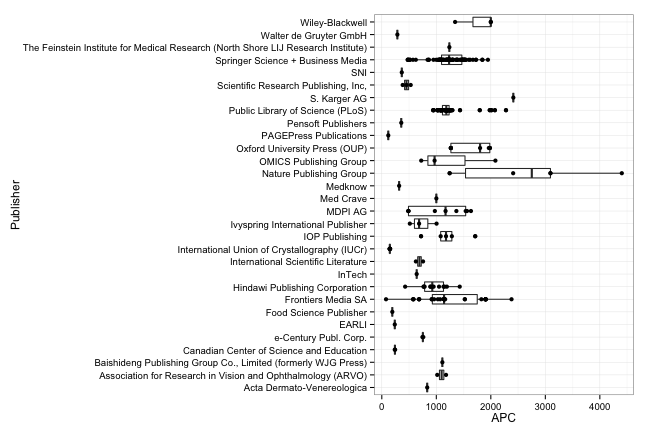 Wiley-Blackwell
Walter de Gruyter GmbH
The Feinstein Institute for Medical Research (North Shore LIJ Research Institute)
Springer Science + Business Media
SNI
Scientific Research Publishing, Inc,
S. Karger AG
Public Library of Science (PLoS)
Pensoft Publishers
PAGEPress Publications
Oxford University Press (OUP)
OMICS Publishing Group
Nature Publishing Group
Medknow
Med Crave
MDPI AG
Ivyspring International Publisher
IOP Publishing
International Union of Crystallography (IUCr)
International Scientific Literature
InTech
Hindawi Publishing Corporation
Frontiers Media SA
Food Science Publisher
EARLI
e-Century Publ. Corp.
Canadian Center of Science and Education
Baishideng Publishing Group Co., Limited (formerly WJG Press)
Association for Research in Vision and Ophthalmology (ARVO)
Acta Dermato-Venereologica
Publisher
0 1000 2000 3000 4000
APC